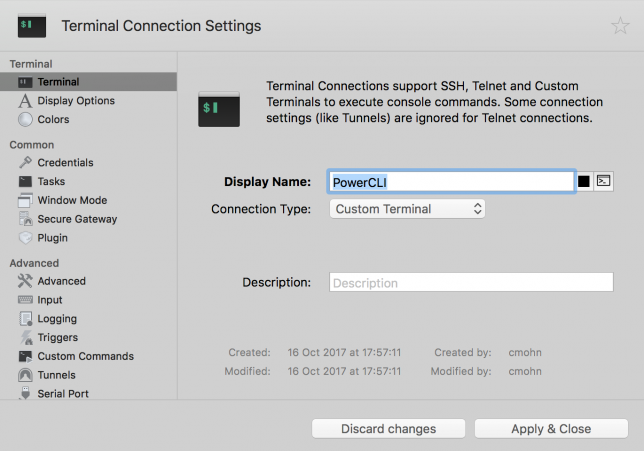 $
Terminal Connection Settings
Terminal
Terminal
Display Options
Colors
Common
Credentials
Tasks
Window Mode
Secure Gateway
Plugin
Advanced
Advanced
Input
Logging
Triggers
Custom Commands
Tunnels
Serial Port
$
Terminal Connections support SSH, Telnet and Custom
Terminals to execute console commands. Some connection
settings (like Tunnels) are ignored for Telnet connections.
Display Name: PowerCLI
Connection Type: Custom Terminal
Description: Description
Created: 16 Oct 2017 at 17:57:11 Created by: cmohn
Modified: 16 Oct 2017 at 17:57:11 Modified by: cmohn
Discard changes Apply & Close